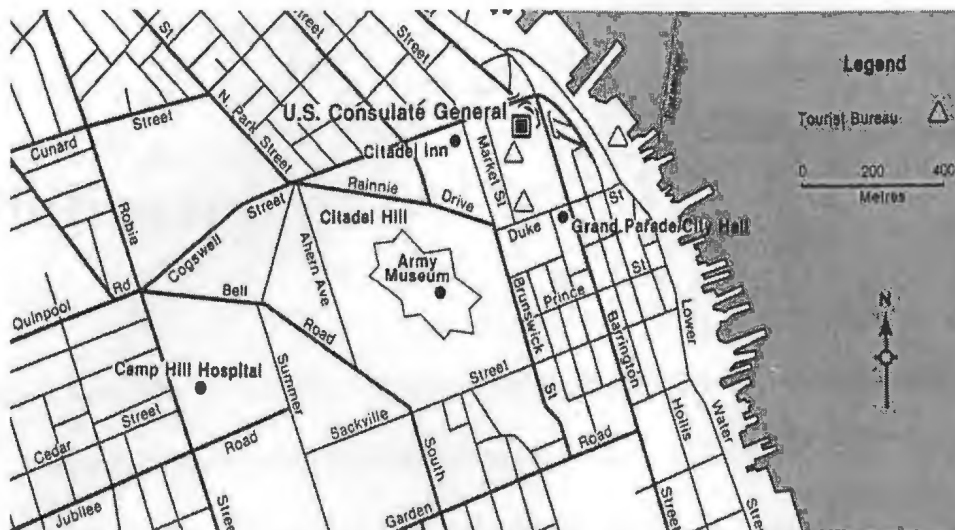 St
N. Park Street
Cunard Street
U.S. Consulate General
Citadel Inn
Market St
Legend
Tourist Bureau
0 200 400
Metres
Rainnie Drive
Citadel Hill
Cogswell Street
Robie
Ahern Ave
Army
Museum
Duke St
Grand Parade/City Hall
Quinpool Rd
Bell Road
Prince St
Brunswick St
Barrington
Lower
N
Camp Hill Hospital
Summer
Sackville Street
Hollis
Water
Cedar Street
Jubilee Road
South
Garden Road
Street
Street
Street
Street